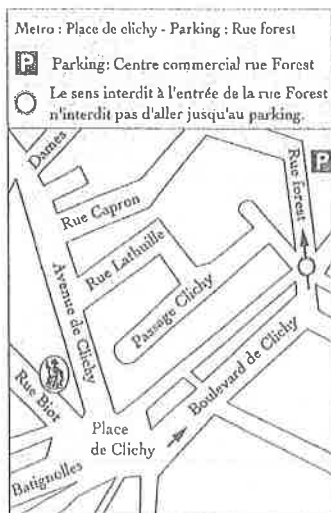 Metro : Place de clichy - Parking : Rue forest
P Parking: Centre commercial rue Forest
Le sens interdit à l'entrée de la rue Forest
n'interdit pas d'aller jusqu'au parking.
Dames
P
Rue forest
Rue Capron
Rue Lathuille
Avenue de Clichy
Passage Clichy
Rue Biot
Boulevard de Clichy
Place
de Clichy
Batignolles